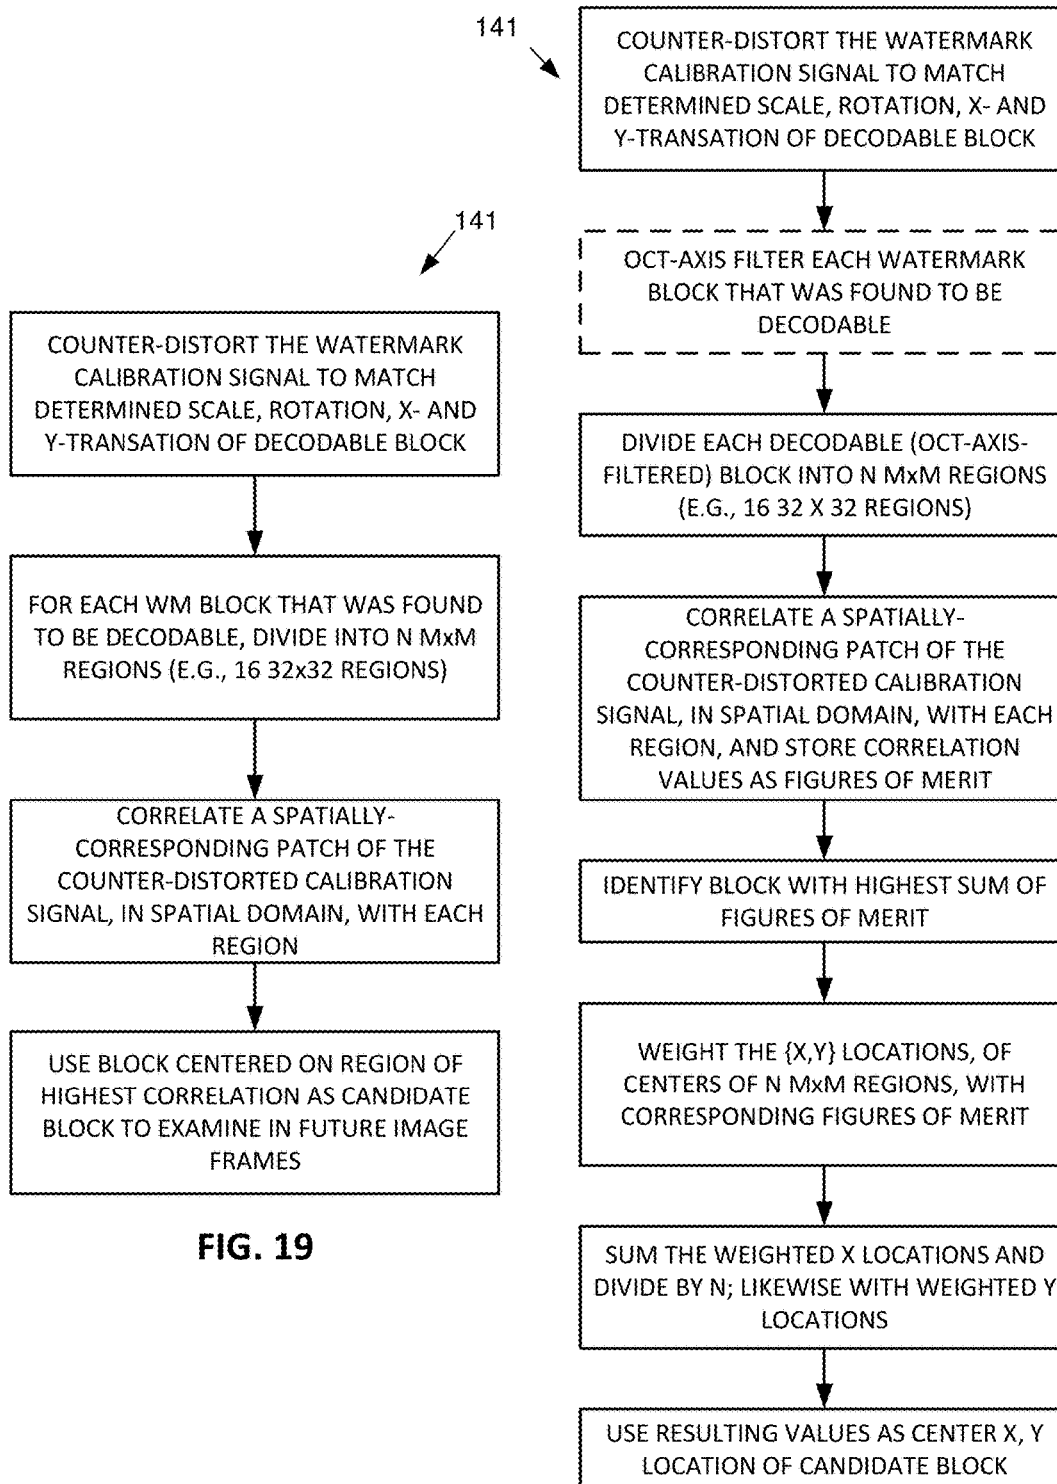 141
COUNTER-DISTORT THE WATERMARK
CALIBRATION SIGNAL TO MATCH
DETERMINED SCALE, ROTATION, X- AND
Y-TRANSATION OF DECODABLE BLOCK
FOR EACH WM BLOCK THAT WAS FOUND
TO BE DECODABLE, DIVIDE INTO N MxM
REGIONS (E.G., 16 32x32 REGIONS)
CORRELATE A SPATIALLY-
CORRESPONDING PATCH OF THE
COUNTER-DISTORTED CALIBRATION
SIGNAL, IN SPATIAL DOMAIN, WITH EACH
REGION
USE BLOCK CENTERED ON REGION OF
HIGHEST CORRELATION AS CANDIDATE
BLOCK TO EXAMINE IN FUTURE IMAGE
FRAMES
FIG. 19
141
COUNTER-DISTORT THE WATERMARK
CALIBRATION SIGNAL TO MATCH
DETERMINED SCALE, ROTATION, X- AND
Y-TRANSATION OF DECODABLE BLOCK
OCT-AXIS FILTER EACH WATERMARK
BLOCK THAT WAS FOUND TO BE
DECODABLE
DIVIDE EACH DECODABLE (OCT-AXIS-
FILTERED) BLOCK INTO N MxM REGIONS
(E.G., 16 32 X 32 REGIONS)
CORRELATE A SPATIALLY-
CORRESPONDING PATCH OF THE
COUNTER-DISTORTED CALIBRATION
SIGNAL, IN SPATIAL DOMAIN, WITH EACH
REGION, AND STORE CORRELATION
VALUES AS FIGURES OF MERIT
IDENTIFY BLOCK WITH HIGHEST SUM OF
FIGURES OF MERIT
WEIGHT THE {X,Y} LOCATIONS, OF
CENTERS OF N MxM REGIONS, WITH
CORRESPONDING FIGURES OF MERIT
SUM THE WEIGHTED X LOCATIONS AND
DIVIDE BY N; LIKEWISE WITH WEIGHTED Y
LOCATIONS
USE RESULTING VALUES AS CENTER X, Y
LOCATION OF CANDIDATE BLOCK